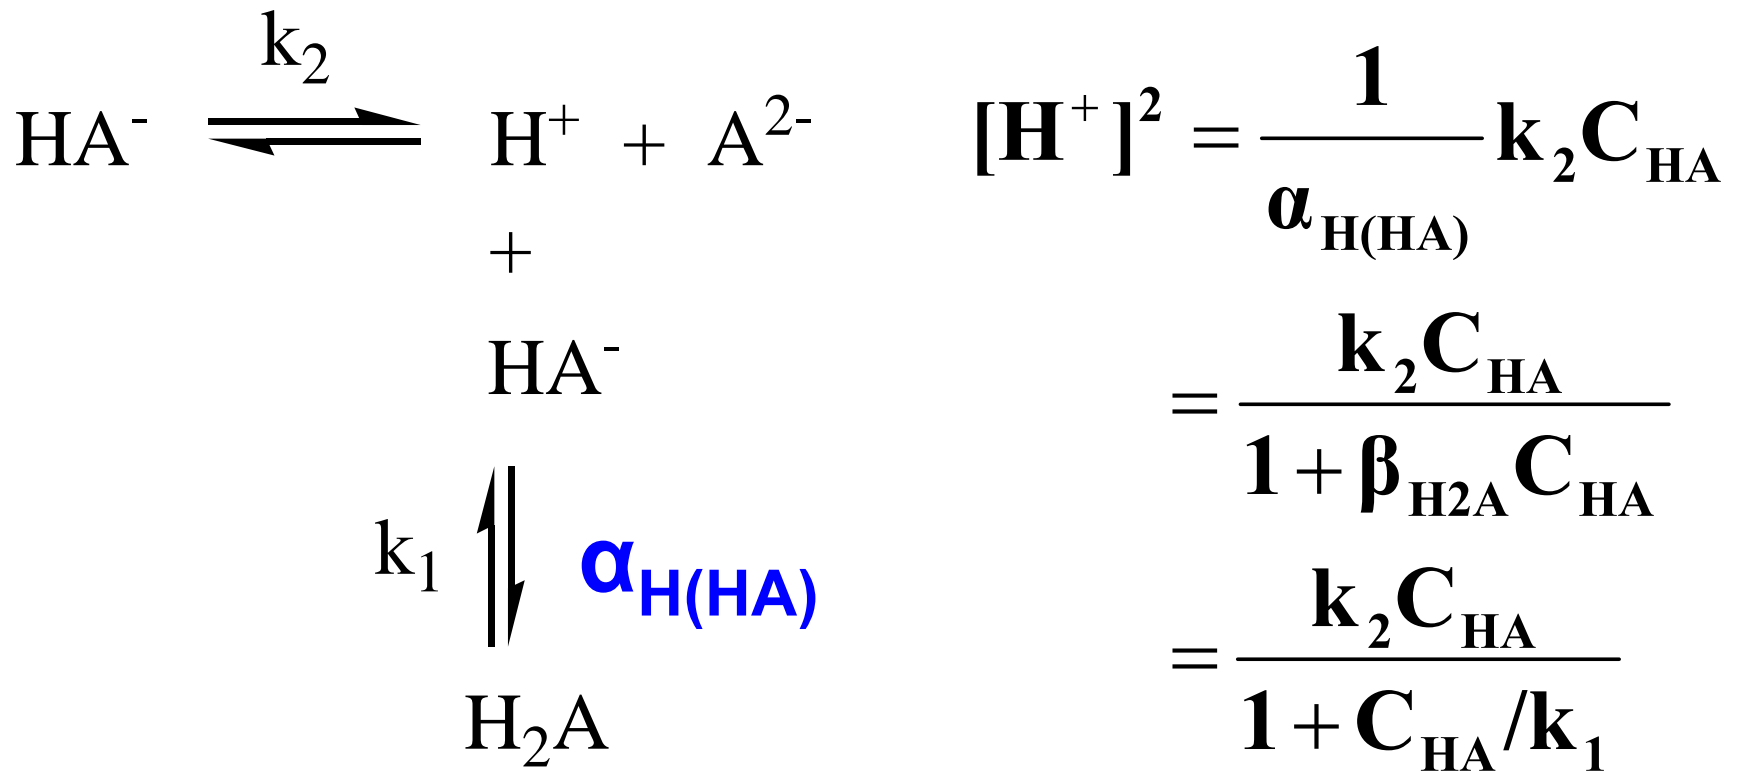 k₂
HA⁻ ⇌ H⁺ + A²⁻
+
HA⁻
k₁ ⇌ α_H(HA)
H₂A
[H⁺]² = 1/α_H(HA) k₂C_HA
= k₂C_HA / (1 + β_H2A C_HA)
= k₂C_HA / (1 + C_HA/k₁)